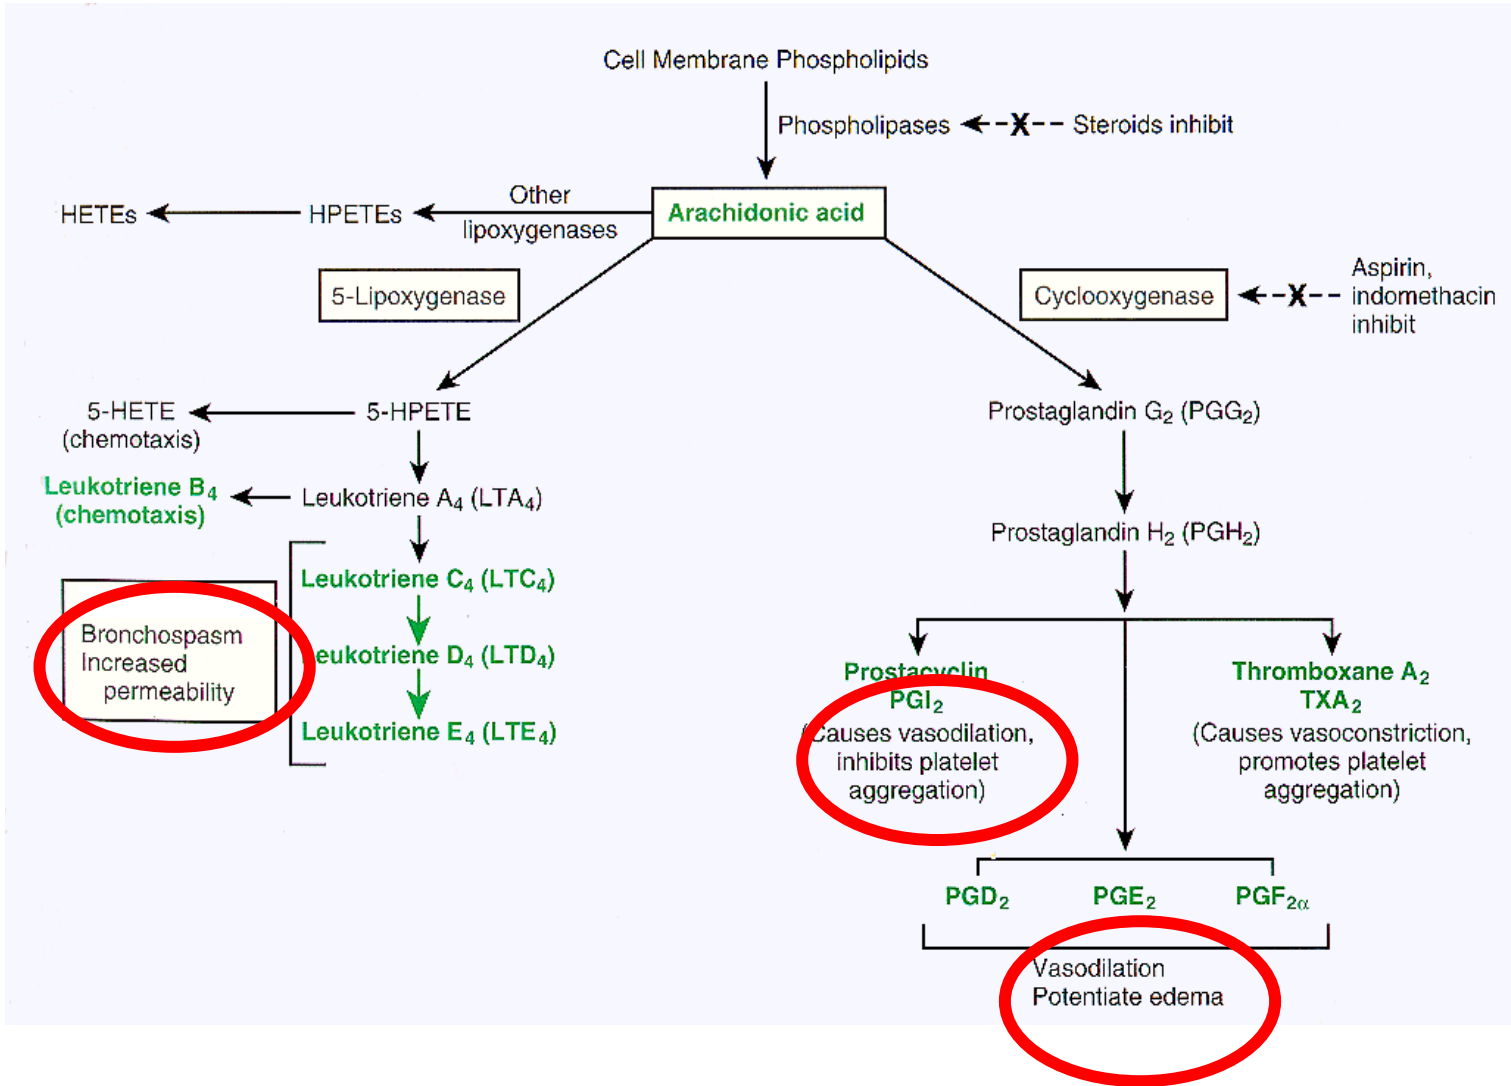 Cell Membrane Phospholipids
Phospholipases
X
Steroids inhibit
Other
lipoxygenases
HETEs
HPETEs
Arachidonic acid
5-Lipoxygenase
Cyclooxygenase
X
Aspirin,
indomethacin
inhibit
5-HETE
(chemotaxis)
5-HPETE
Prostaglandin G₂ (PGG₂)
Leukotriene B₄
(chemotaxis)
Leukotriene A₄ (LTA₄)
Prostaglandin H₂ (PGH₂)
Leukotriene C₄ (LTC₄)
Bronchospasm
Increased
permeability
Leukotriene D₄ (LTD₄)
Leukotriene E₄ (LTE₄)
Prostacyclin
PGI₂
(Causes vasodilation,
inhibits platelet
aggregation)
Thromboxane A₂
TXA₂
(Causes vasoconstriction,
promotes platelet
aggregation)
PGD₂
PGE₂
PGF₂α
Vasodilation
Potentiate edema